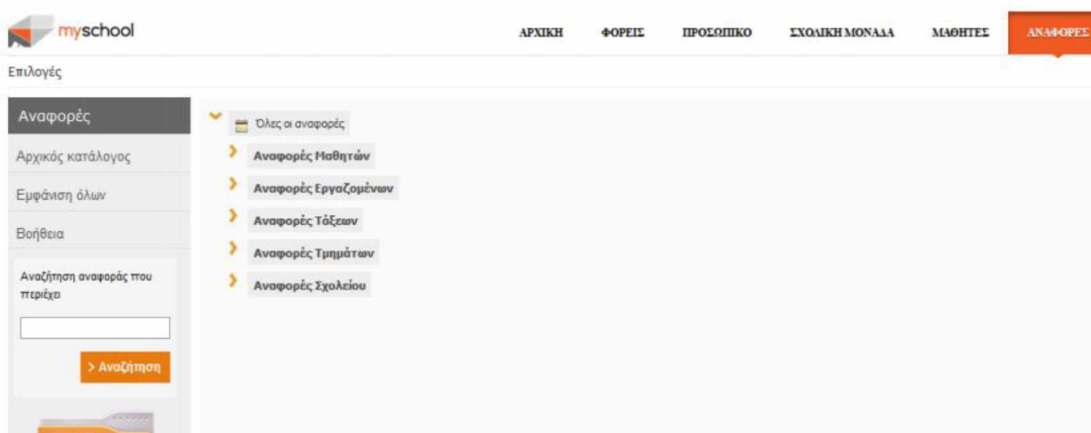 myschool
ΑΡΧΙΚΗ ΦΟΡΕΙΣ ΠΡΟΣΩΠΙΚΟ ΣΧΟΛΙΚΗ ΜΟΝΑΔΑ ΜΑΘΗΤΕΣ ΑΝΑΦΟΡΕΣ
Επιλογές
Αναφορές
Αρχικός κατάλογος
Εμφάνιση όλων
Βοήθεια
Αναζήτηση αναφοράς που
περιέχει
> Αναζήτηση
Όλες οι αναφορές
Αναφορές Μαθητών
Αναφορές Εργαζομένων
Αναφορές Τάξεων
Αναφορές Τμημάτων
Αναφορές Σχολείου